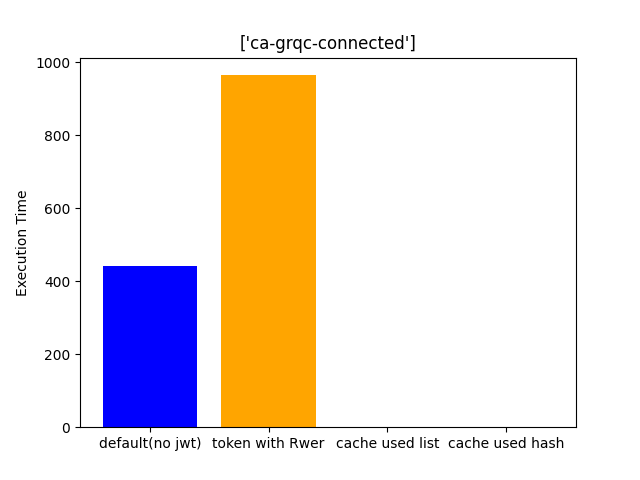 ['ca-grqc-connected']
1000
800
600
400
200
0
Execution Time
default(no jwt) token with Rwer cache used list cache used hash